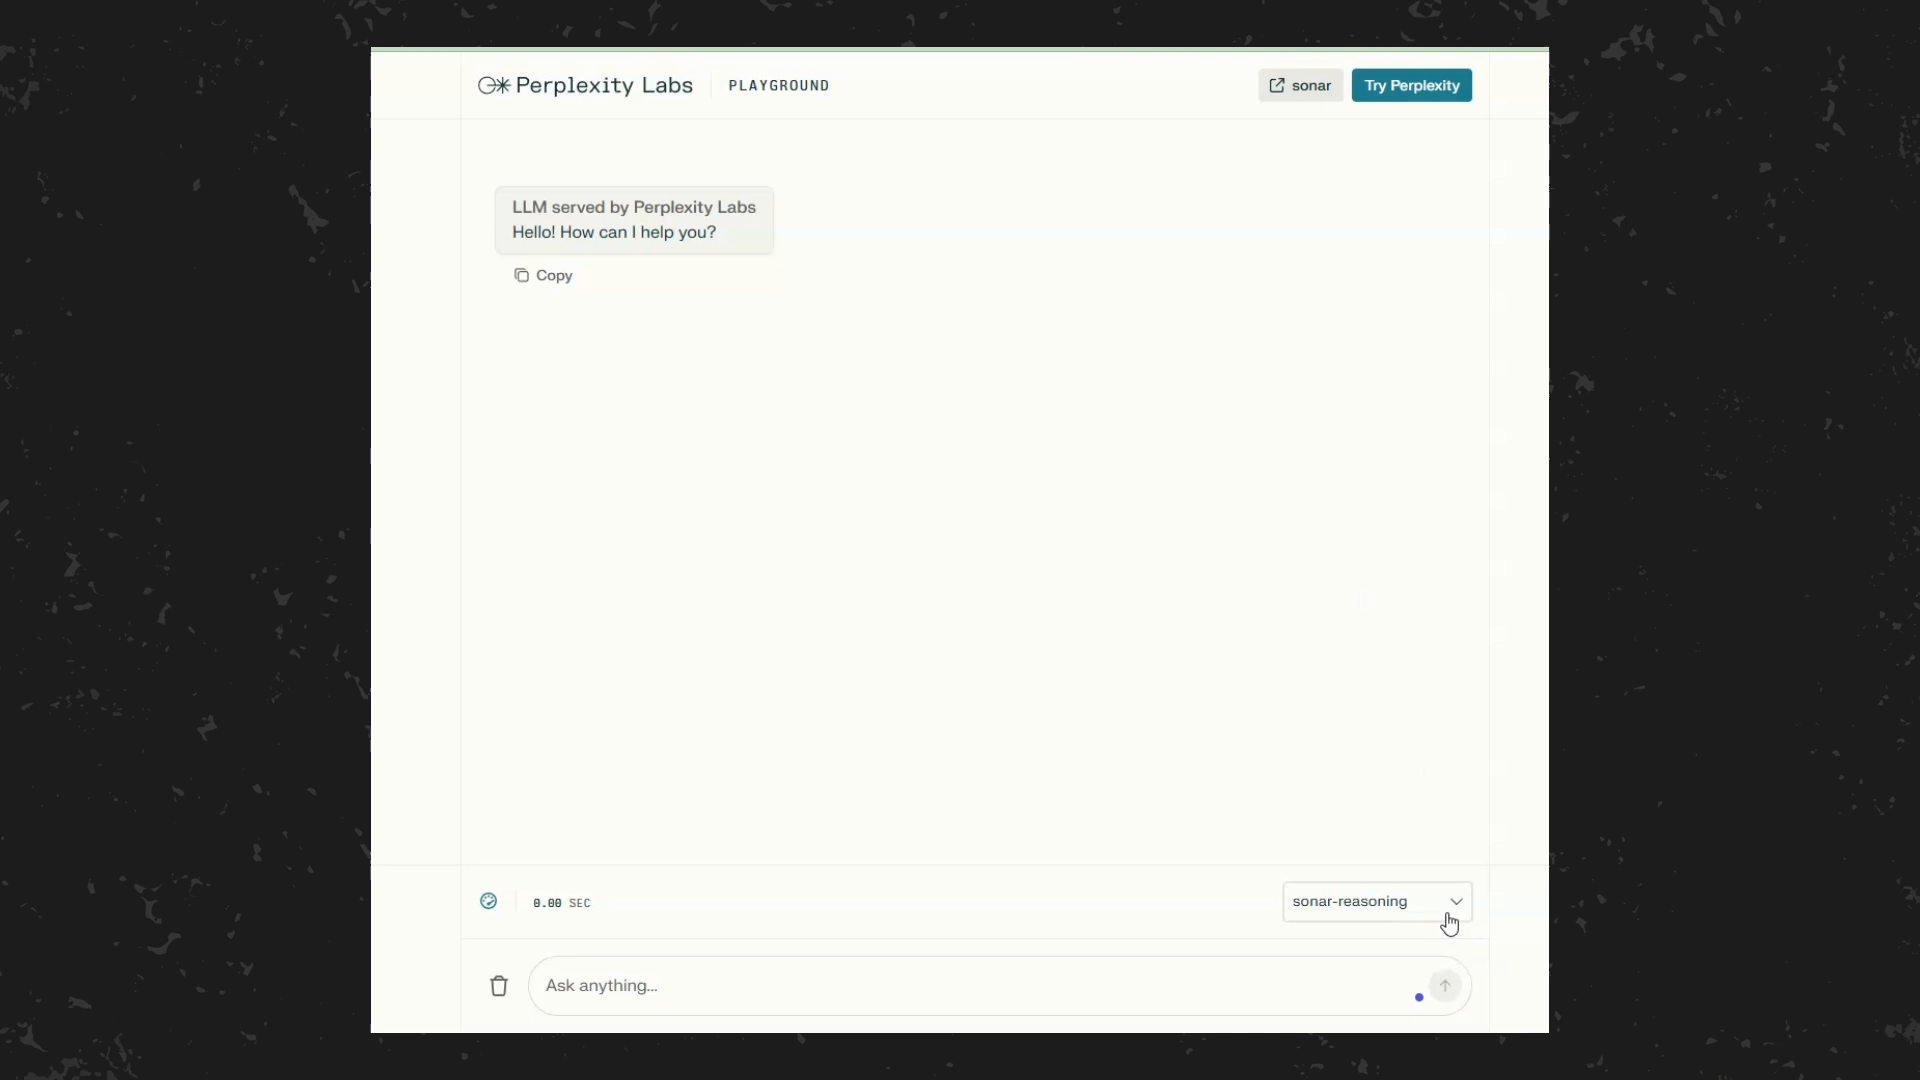 Perplexity Labs
PLAYGROUND
sonar
Try Perplexity
LLM served by Perplexity Labs
Hello! How can I help you?
Copy
0.00 SEC
sonar-reasoning
Ask anything...